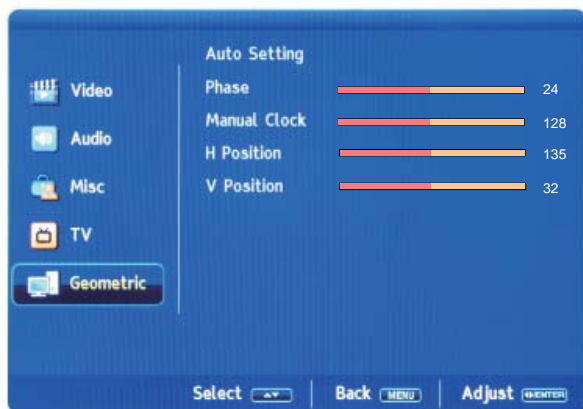 Auto Setting
Video
Phase 24
Manual Clock 128
Audio
H Position 135
Misc
V Position 32
TV
Geometric
Select
Back MENU
Adjust ENTER